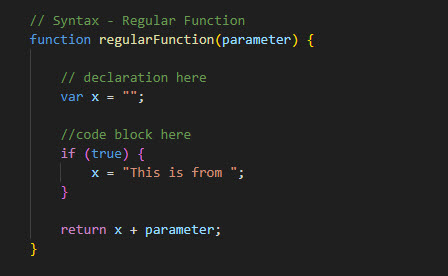 // Syntax - Regular Function
function regularFunction(parameter) {
// declaration here
var x = "";
//code block here
if (true) {
x = "This is from ";
}
return x + parameter;
}